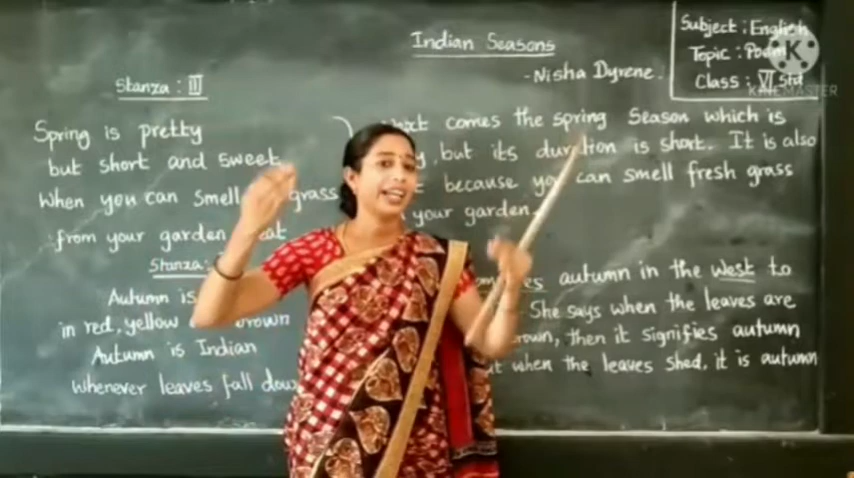 Indian Seasons
- Nisha Dyrene.
Subject : English
Topic : Poem
Class : VI Std
KINEMASTER
Stanza : III
Spring is pretty
but short and sweet
When you can smell grass
from your garden
Stanza :
Autumn is
in red, yellow brown
Autumn is Indian
Whenever leaves fall down
comes the spring Season which is
but its duration is short. It is also
because you can smell fresh grass
your garden.
autumn in the west to
She says when the leaves are
then it signifies autumn
when the leaves shed, it is autumn